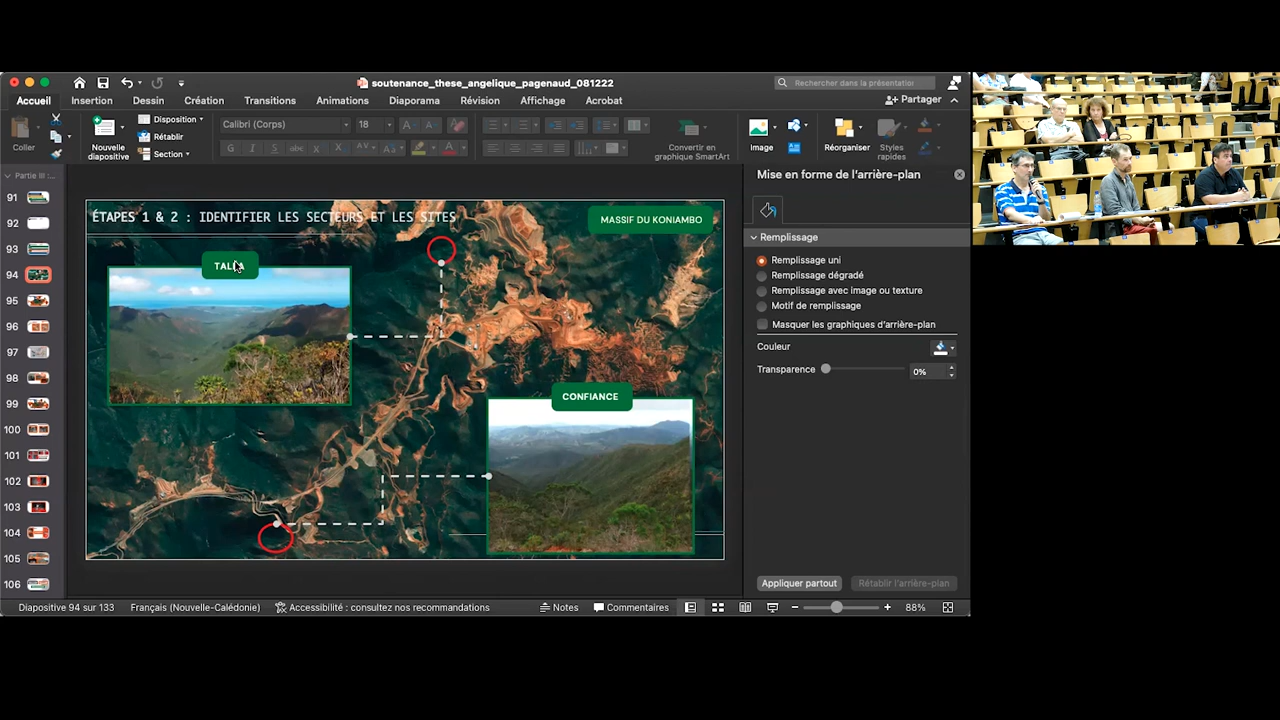 soutenance_these_angelique_pagenaud_081222
Rechercher dans la présentation
Accueil
Insertion
Dessin
Création
Transitions
Animations
Diaporama
Révision
Affichage
Acrobat
Partager
Coller
Nouvelle
diapositive
Disposition
Rétablir
Section
Calibri (Corps)
18
Convertir en
graphique SmartArt
Image
Réorganiser
Styles
rapides
Partie III :...
91
92
93
94
95
96
97
98
99
100
101
102
103
104
105
106
ÉTAPES 1 & 2 : IDENTIFIER LES SECTEURS ET LES SITES
MASSIF DU KONIAMBO
CONFIANCE
Mise en forme de l'arrière-plan
Remplissage
Remplissage uni
Remplissage dégradé
Remplissage avec image ou texture
Motif de remplissage
Masquer les graphiques d'arrière-plan
Couleur
Transparence
0%
Appliquer partout
Rétablir l'arrière-plan
Diapositive 94 sur 133
Français (Nouvelle-Calédonie)
Accessibilité : consultez nos recommandations
Notes
Commentaires
88%